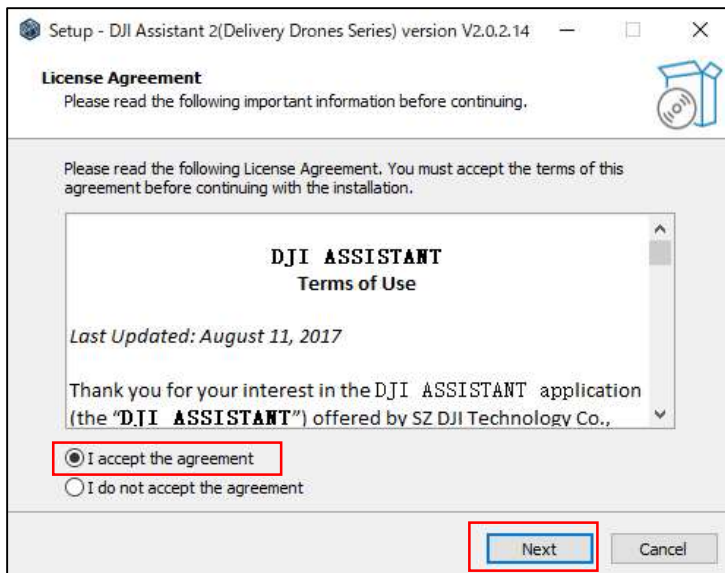 Setup - DJI Assistant 2(Delivery Drones Series) version V2.0.2.14
License Agreement
Please read the following important information before continuing.
Please read the following License Agreement. You must accept the terms of this
agreement before continuing with the installation.
DJI ASSISTANT
Terms of Use
Last Updated: August 11, 2017
Thank you for your interest in the DJI ASSISTANT application
(the “DJI ASSISTANT”) offered by SZ DJI Technology Co.,
I accept the agreement
I do not accept the agreement
Next
Cancel